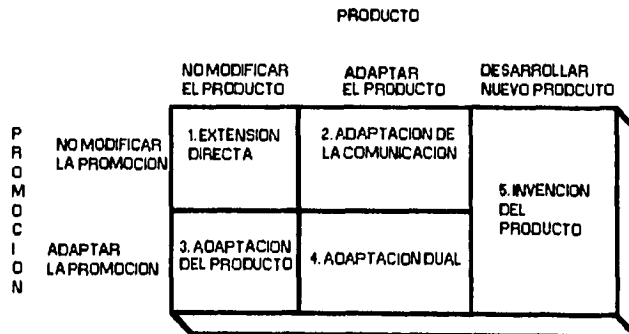 PRODUCTO
NO MODIFICAR
EL PRODUCTO
ADAPTAR
EL PRODUCTO
DESARROLLAR
NUEVO PRODCUTO
PROMOCION
NO MODIFICAR
LA PROMOCION
1. EXTENSION
DIRECTA
2. ADAPTACION DE
LA COMUNICACION
5. INVENCION
DEL
PRODUCTO
ADAPTAR
LA PROMOCION
3. ADAPTACION
DEL PRODUCTO
4. ADAPTACION DUAL